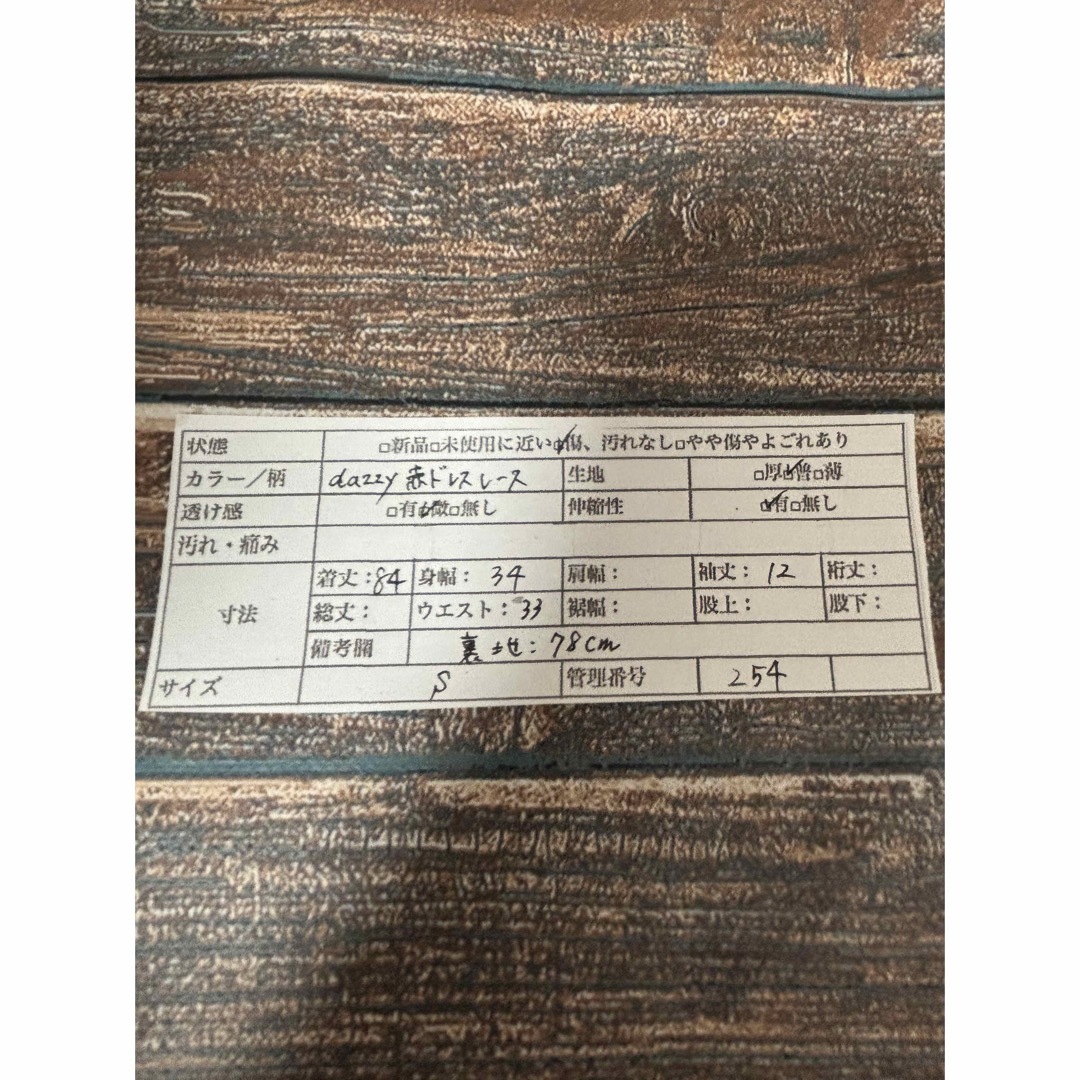 状態 □新品□未使用に近い☑傷、汚れなし□やや傷やよごれあり
カラー/柄 dazzy 赤ドレス レース 生地 □厚☑普□薄
透け感 □有☑微□無し 伸縮性 ☑有□無し
汚れ・痛み
寸法 着丈:84 身幅: 34 肩幅: 袖丈: 12 裄丈:
総丈: ウエスト: 33 裾幅: 股上: 股下:
備考欄 裏地:78cm
サイズ S 管理番号 254